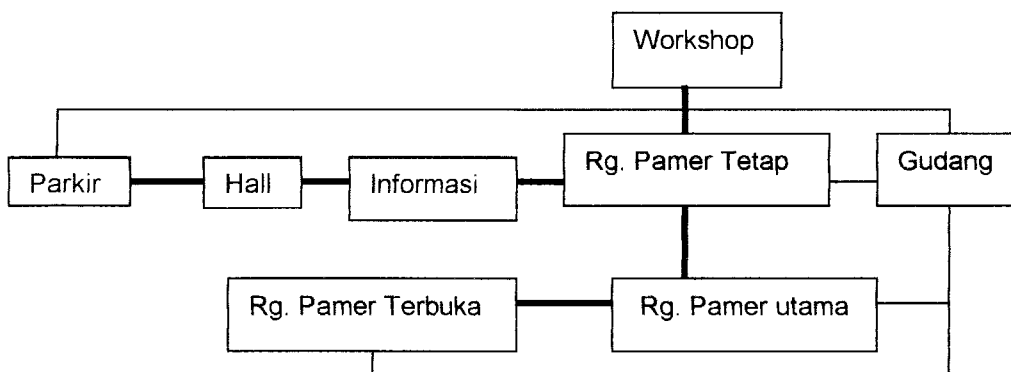 Workshop
Parkir
Hall
Informasi
Rg. Pamer Tetap
Gudang
Rg. Pamer Terbuka
Rg. Pamer utama